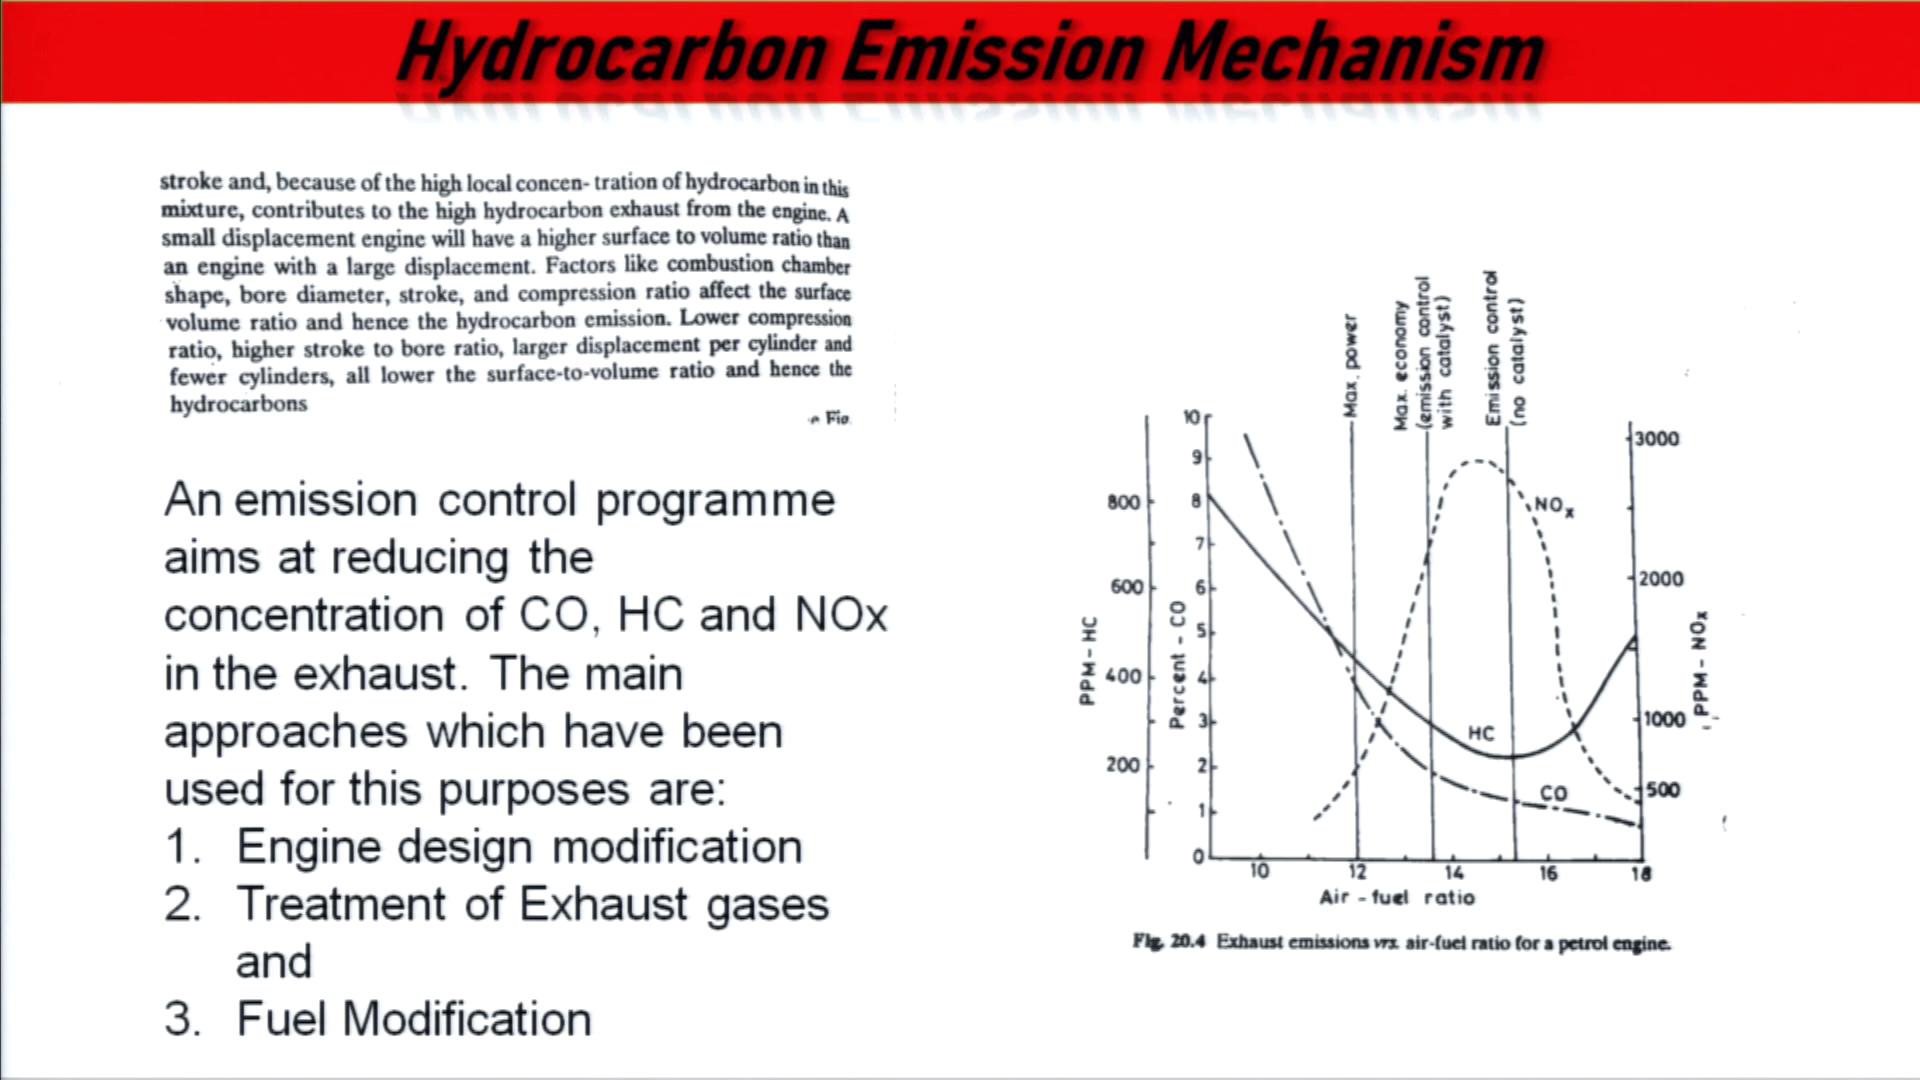 Hydrocarbon Emission Mechanism
stroke and, because of the high local concen- tration of hydrocarbon in this
mixture, contributes to the high hydrocarbon exhaust from the engine. A
small displacement engine will have a higher surface to volume ratio than
an engine with a large displacement. Factors like combustion chamber
shape, bore diameter, stroke, and compression ratio affect the surface
volume ratio and hence the hydrocarbon emission. Lower compression
ratio, higher stroke to bore ratio, larger displacement per cylinder and
fewer cylinders, all lower the surface-to-volume ratio and hence the
hydrocarbons
An emission control programme
aims at reducing the
concentration of CO, HC and NOx
in the exhaust. The main
approaches which have been
used for this purposes are:
1. Engine design modification
2. Treatment of Exhaust gases
and
3. Fuel Modification
Max. power
Max. economy
(emission control
with catalyst)
Emission control
(no catalyst)
PPM - HC
800
600
400
200
Percent - CO
10
9
8
7
6
5
4
3
2
1
0
NOx
HC
CO
3000
2000
1000
500
PPM - NOx
10 12 14 16 18
Air - fuel ratio
Fig. 20.4 Exhaust emissions vrs. air-fuel ratio for a petrol engine.